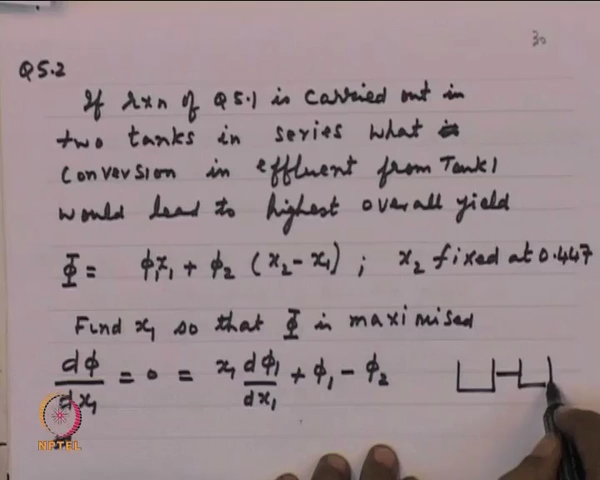 30
Q5.2
If rxn of Q5.1 is carried out in
two tanks in series what is
conversion in effluent from Tank1
would lead to highest overall yield
Φ = ϕ₁x₁ + ϕ₂ (x₂ - x₁) ; x₂ fixed at 0.447
Find x₁ so that Φ is maximised
dϕ/dx₁ = 0 = x₁ dϕ₁/dx₁ + ϕ₁ - ϕ₂
NPTEL